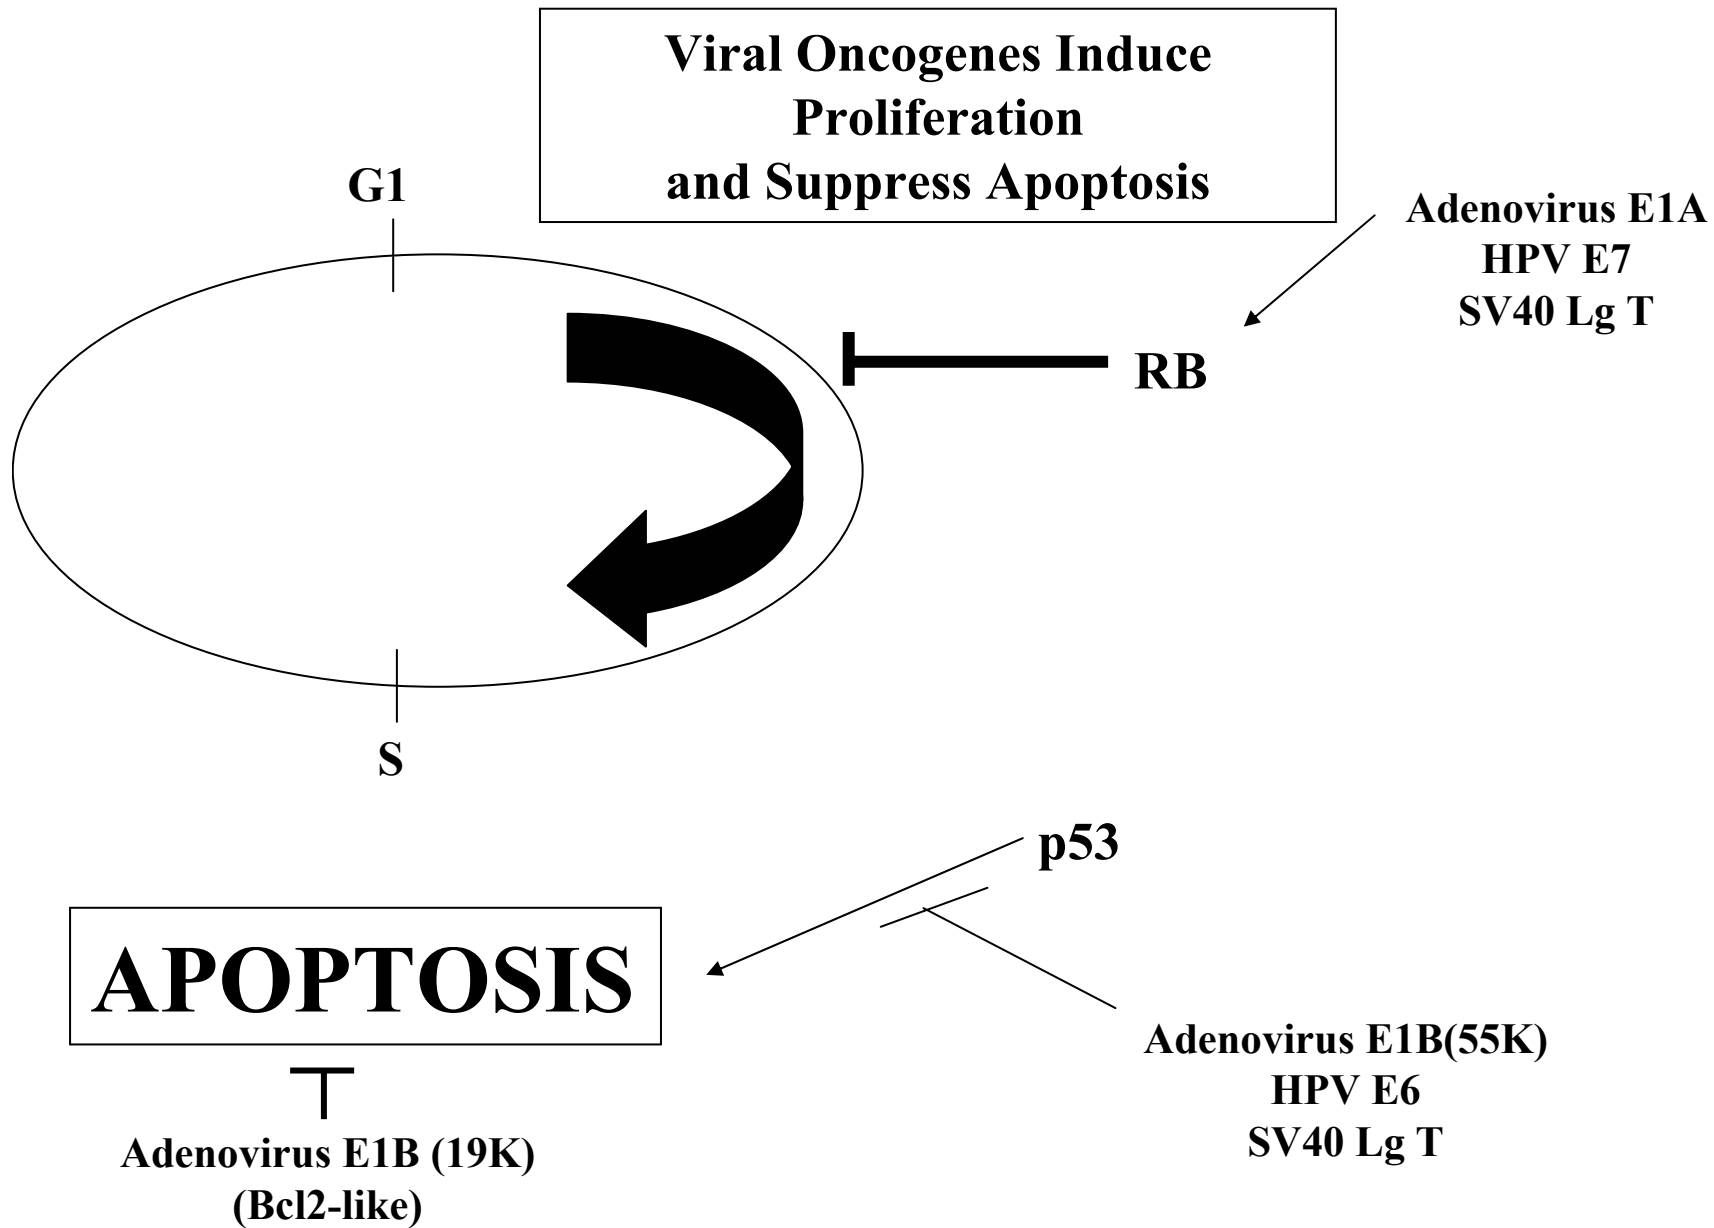 Viral Oncogenes Induce
Proliferation
and Suppress Apoptosis
G1
Adenovirus E1A
HPV E7
SV40 Lg T
RB
S
p53
APOPTOSIS
Adenovirus E1B(55K)
HPV E6
SV40 Lg T
Adenovirus E1B (19K)
(Bcl2-like)